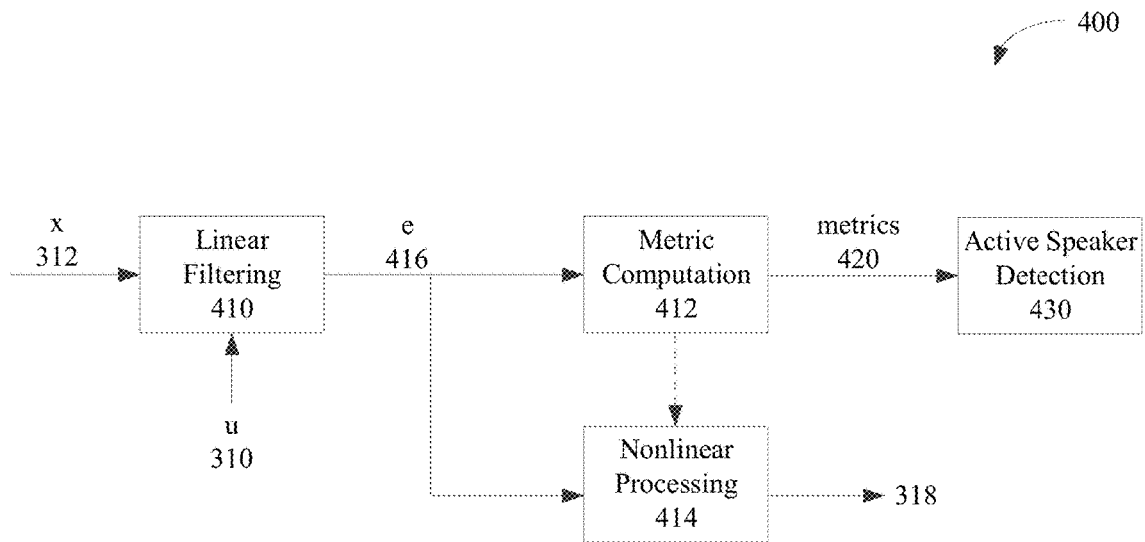 400
x
312
Linear
Filtering
410
e
416
Metric
Computation
412
metrics
420
Active Speaker
Detection
430
u
310
Nonlinear
Processing
414
318